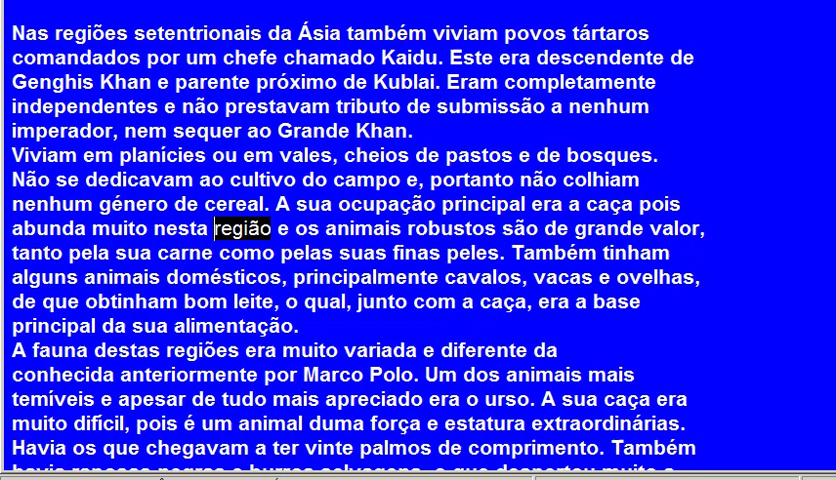 Nas regiões setentrionais da Ásia também viviam povos tártaros
comandados por um chefe chamado Kaidu. Este era descendente de
Genghis Khan e parente próximo de Kublai. Eram completamente
independentes e não prestavam tributo de submissão a nenhum
imperador, nem sequer ao Grande Khan.
Viviam em planícies ou em vales, cheios de pastos e de bosques.
Não se dedicavam ao cultivo do campo e, portanto não colhiam
nenhum género de cereal. A sua ocupação principal era a caça pois
abunda muito nesta região e os animais robustos são de grande valor,
tanto pela sua carne como pelas suas finas peles. Também tinham
alguns animais domésticos, principalmente cavalos, vacas e ovelhas,
de que obtinham bom leite, o qual, junto com a caça, era a base
principal da sua alimentação.
A fauna destas regiões era muito variada e diferente da
conhecida anteriormente por Marco Polo. Um dos animais mais
temíveis e apesar de tudo mais apreciado era o urso. A sua caça era
muito difícil, pois é um animal duma força e estatura extraordinárias.
Havia os que chegavam a ter vinte palmos de comprimento. Também
havia raposas negras e burros selvagens, o que despertou muito a